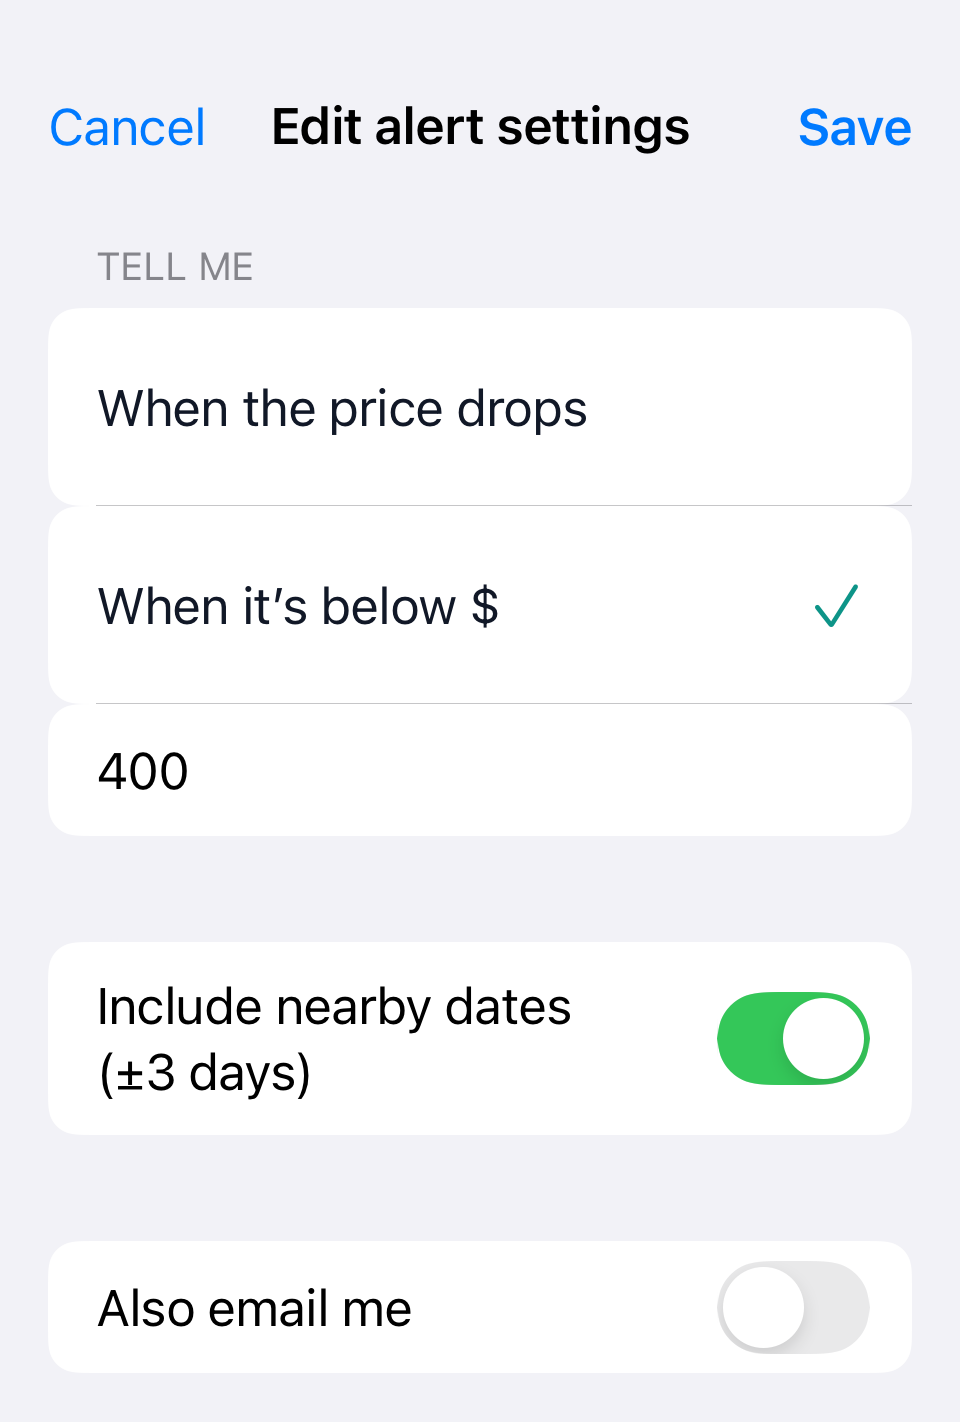 Cancel Edit alert settings Save
TELL ME
When the price drops
When it’s below $
400
Include nearby dates
(±3 days)
Also email me